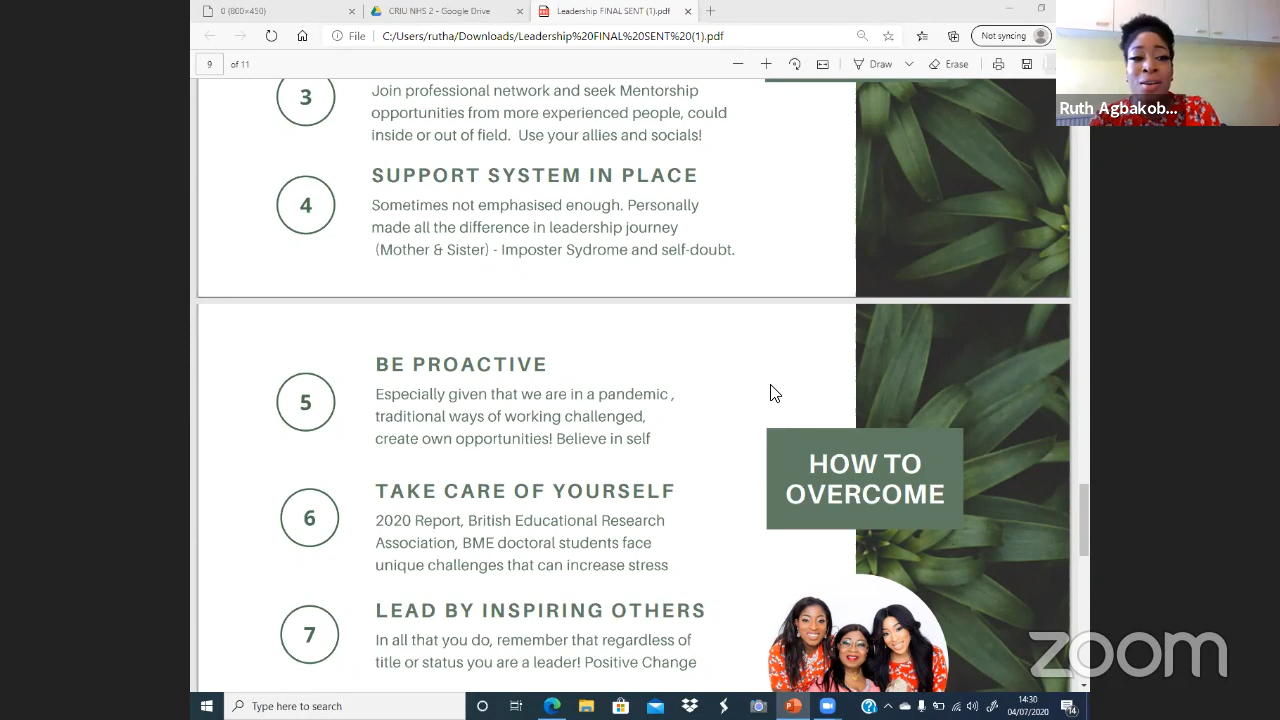 0 (800×450)
CRIU NHS 2 - Google Drive
Leadership FINAL SENT (1).pdf
File
C:/Users/rutha/Downloads/Leadership%20FINAL%20SENT%20(1).pdf
Not syncing
9 of 11
Draw
Erase
Ruth Agbakob...
3
Join professional network and seek Mentorship
opportunities from more experienced people, could
inside or out of field. Use your allies and socials!
4
SUPPORT SYSTEM IN PLACE
Sometimes not emphasised enough. Personally
made all the difference in leadership journey
(Mother & Sister) - Imposter Sydrome and self-doubt.
5
BE PROACTIVE
Especially given that we are in a pandemic ,
traditional ways of working challenged,
create own opportunities! Believe in self
HOW TO
OVERCOME
6
TAKE CARE OF YOURSELF
2020 Report, British Educational Research
Association, BME doctoral students face
unique challenges that can increase stress
7
LEAD BY INSPIRING OTHERS
In all that you do, remember that regardless of
title or status you are a leader! Positive Change
zoom
Type here to search
14:30
04/07/2020
14